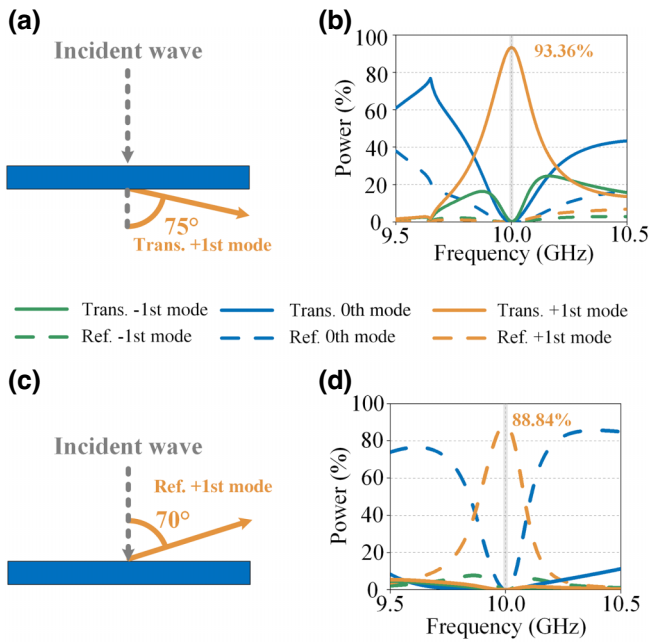 (a)
Incident wave
75°
Trans. +1st mode
(b)
93.36%
Power (%)
100
80
60
40
20
0
9.5
10.0
10.5
Frequency (GHz)
Trans. -1st mode
Trans. 0th mode
Trans. +1st mode
Ref. -1st mode
Ref. 0th mode
Ref. +1st mode
(c)
Incident wave
Ref. +1st mode
70°
(d)
88.84%
Power (%)
100
80
60
40
20
0
9.5
10.0
10.5
Frequency (GHz)